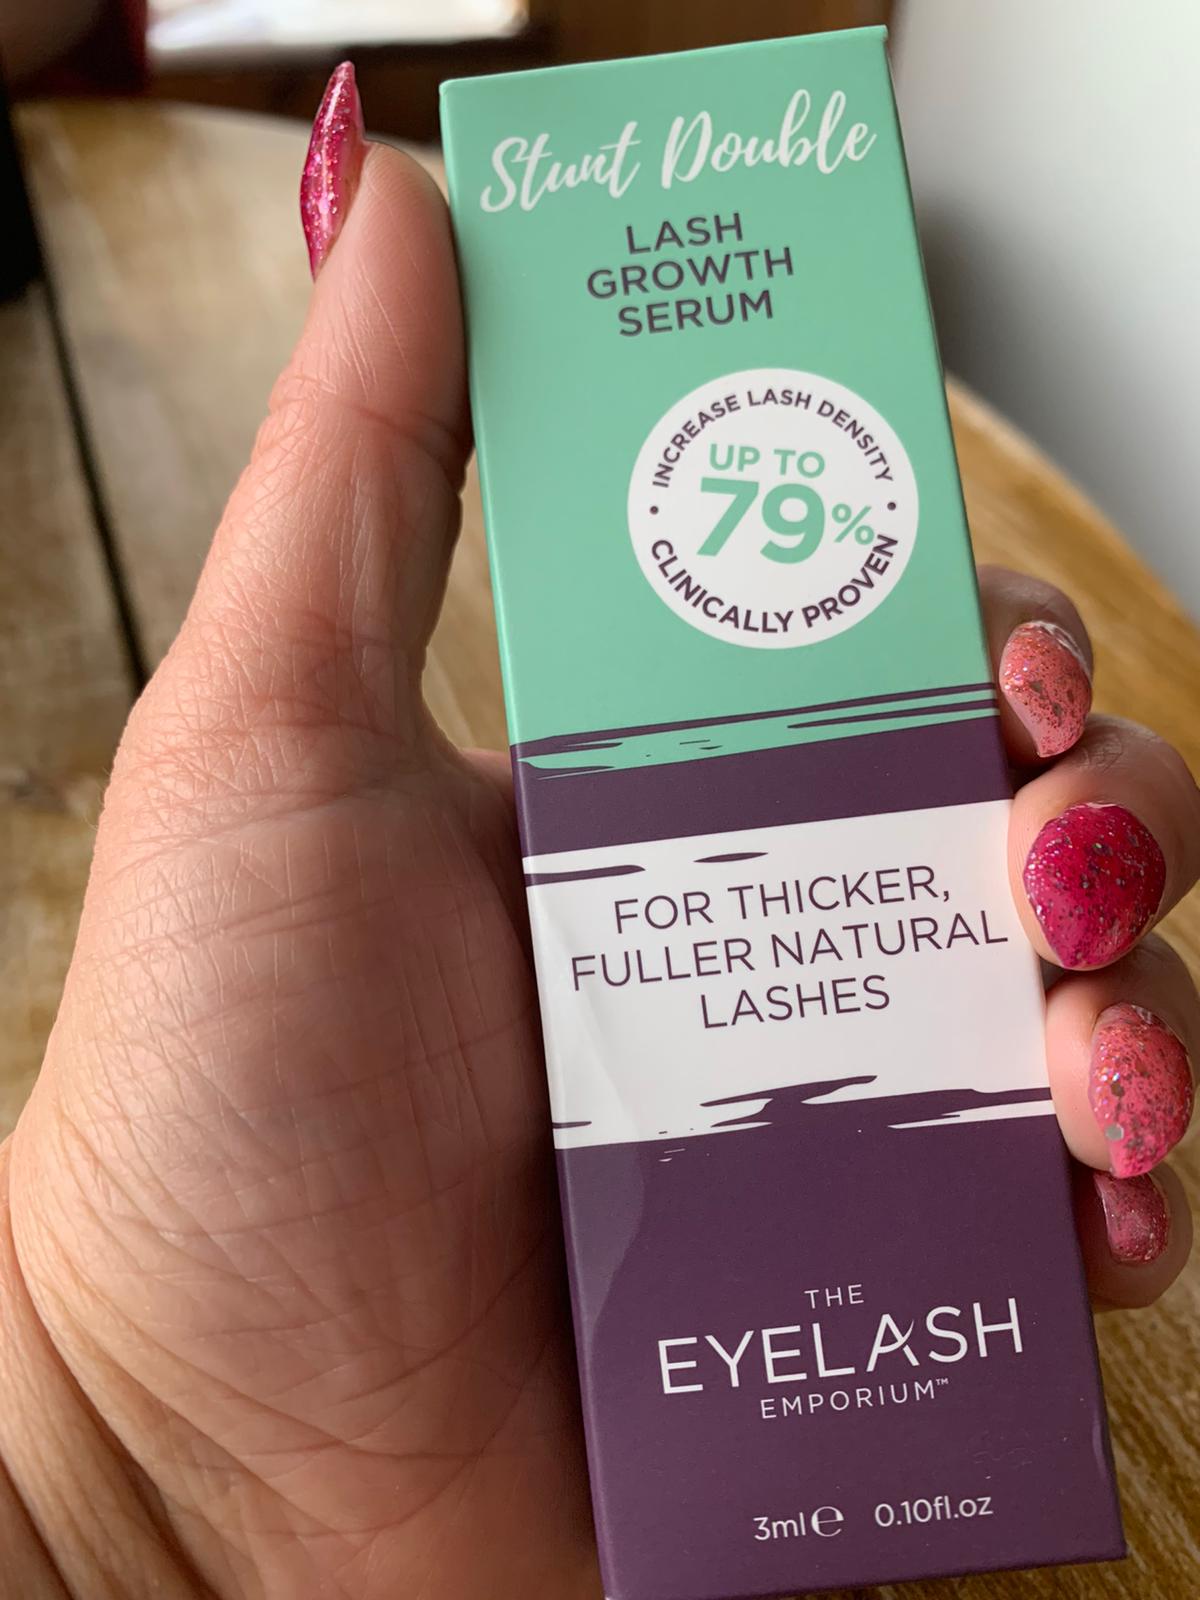 Stunt Double
LASH
GROWTH
SERUM
INCREASE LASH DENSITY
UP TO
79%
CLINICALLY PROVEN
FOR THICKER,
FULLER NATURAL
LASHES
THE
EYELASH
EMPORIUM™
3ml℮ 0.10fl.oz